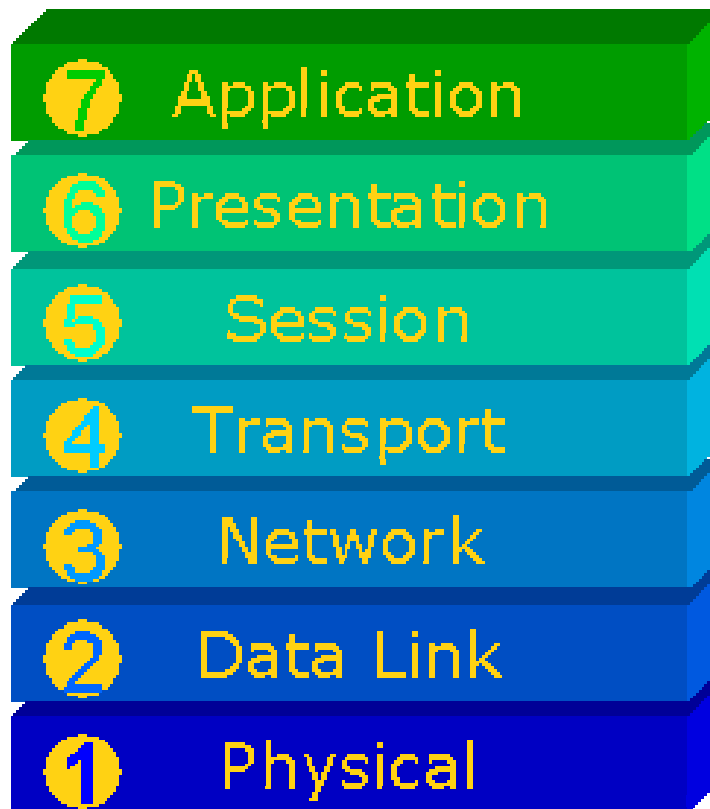 7 Application
6 Presentation
5 Session
4 Transport
3 Network
2 Data Link
1 Physical